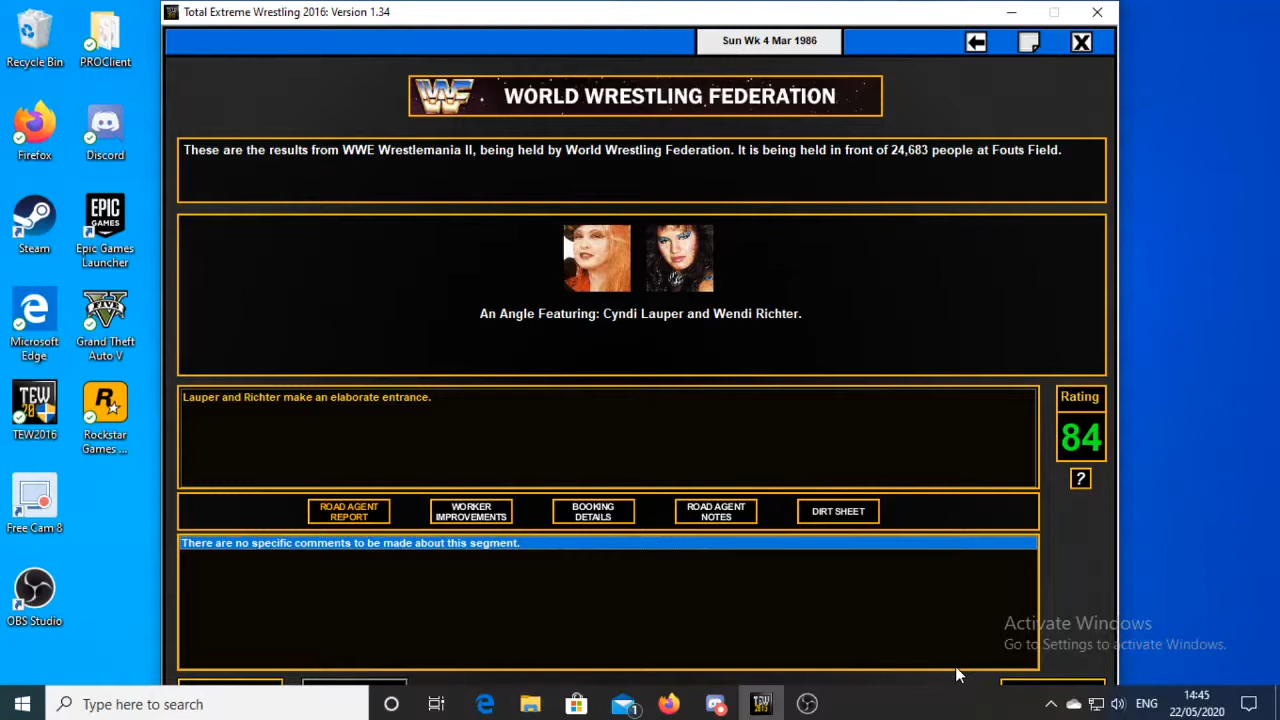 Total Extreme Wrestling 2016: Version 1.34
Sun Wk 4 Mar 1986
WORLD WRESTLING FEDERATION
These are the results from WWE Wrestlemania II, being held by World Wrestling Federation. It is being held in front of 24,683 people at Fouts Field.
An Angle Featuring: Cyndi Lauper and Wendi Richter.
Lauper and Richter make an elaborate entrance.
Rating
84
?
ROAD AGENT
REPORT
WORKER
IMPROVEMENTS
BOOKING
DETAILS
ROAD AGENT
NOTES
DIRT SHEET
There are no specific comments to be made about this segment.
Recycle Bin
PROClient
Firefox
Discord
Steam
EPIC
GAMES
Epic Games
Launcher
Microsoft
Edge
FIVE
Grand Theft
Auto V
TEW
TEW2016
Rockstar
Games ...
Free Cam 8
OBS Studio
Activate Windows
Go to Settings to activate Windows.
Type here to search
1
TEW
ENG
14:45
22/05/2020